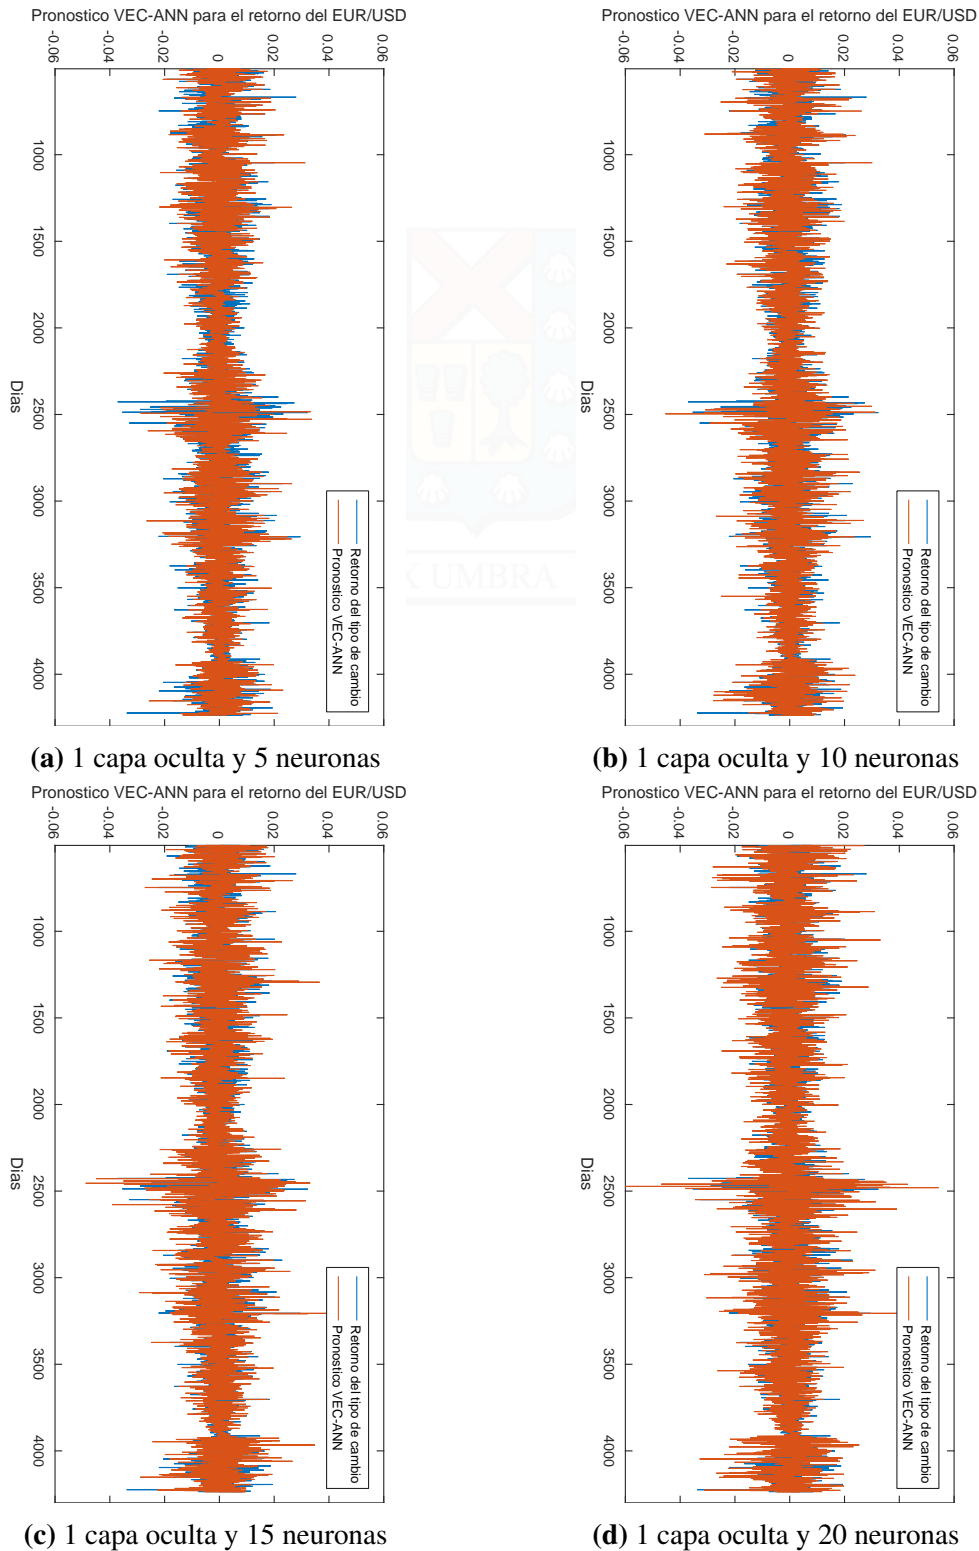 Pronostico VEC-ANN para el retorno del EUR/USD
-0.06 -0.04 -0.02 0 0.02 0.04 0.06
1000
1500
2000
2500
3000
3500
4000
Dias
Retorno del tipo de cambio
Pronostico VEC-ANN
(a) 1 capa oculta y 5 neuronas
Pronostico VEC-ANN para el retorno del EUR/USD
-0.06 -0.04 -0.02 0 0.02 0.04 0.06
1000
1500
2000
2500
3000
3500
4000
Dias
Retorno del tipo de cambio
Pronostico VEC-ANN
(b) 1 capa oculta y 10 neuronas
X UMBRA
Pronostico VEC-ANN para el retorno del EUR/USD
-0.06 -0.04 -0.02 0 0.02 0.04 0.06
1000
1500
2000
2500
3000
3500
4000
Dias
Retorno del tipo de cambio
Pronostico VEC-ANN
(c) 1 capa oculta y 15 neuronas
Pronostico VEC-ANN para el retorno del EUR/USD
-0.06 -0.04 -0.02 0 0.02 0.04 0.06
1000
1500
2000
2500
3000
3500
4000
Dias
Retorno del tipo de cambio
Pronostico VEC-ANN
(d) 1 capa oculta y 20 neuronas